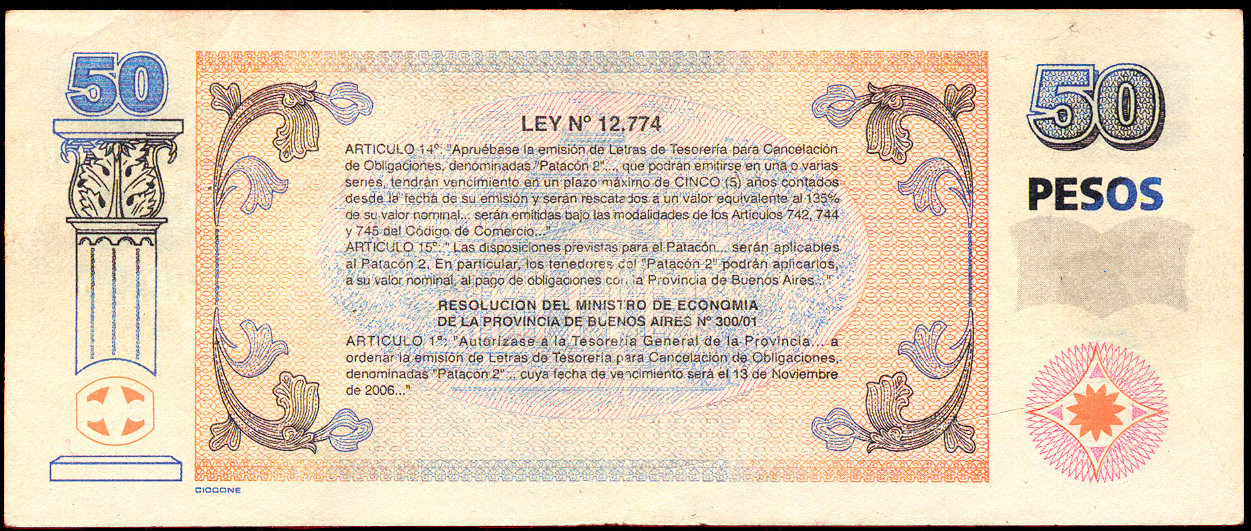 50
50
PESOS
LEY Nº 12.774
ARTICULO 14º: "Apruébase la emisión de Letras de Tesorería para Cancelación
de Obligaciones, denominadas "Patacón 2"..., que podrán emitirse en una o varias
series, tendrán vencimiento en un plazo máximo de CINCO (5) años contados
desde la fecha de su emisión y serán rescatados a un valor equivalente al 135%
de su valor nominal... serán emitidas bajo las modalidades de los Artículos 742, 744
y 745 del Código de Comercio..."
ARTICULO 15º: " Las disposiciones previstas para el Patacón... serán aplicables
al Patacón 2. En particular, los tenedores del "Patacón 2" podrán aplicarlos,
a su valor nominal, al pago de obligaciones con la Provincia de Buenos Aires..."
RESOLUCION DEL MINISTRO DE ECONOMIA
DE LA PROVINCIA DE BUENOS AIRES Nº 300/01
ARTICULO 1º: "Autorízase a la Tesorería General de la Provincia... a
ordenar la emisión de Letras de Tesorería para Cancelación de Obligaciones,
denominadas "Patacón 2"... cuya fecha de vencimiento será el 13 de Noviembre
de 2006..."
CICCONE